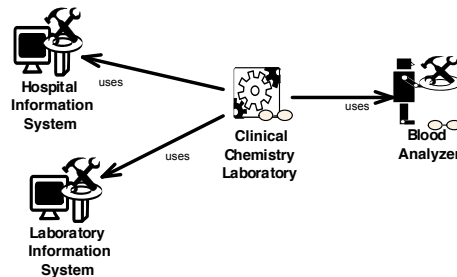 Hospital
Information
System
uses
Clinical
Chemistry
Laboratory
uses
Blood
Analyzer
uses
Laboratory
Information
System